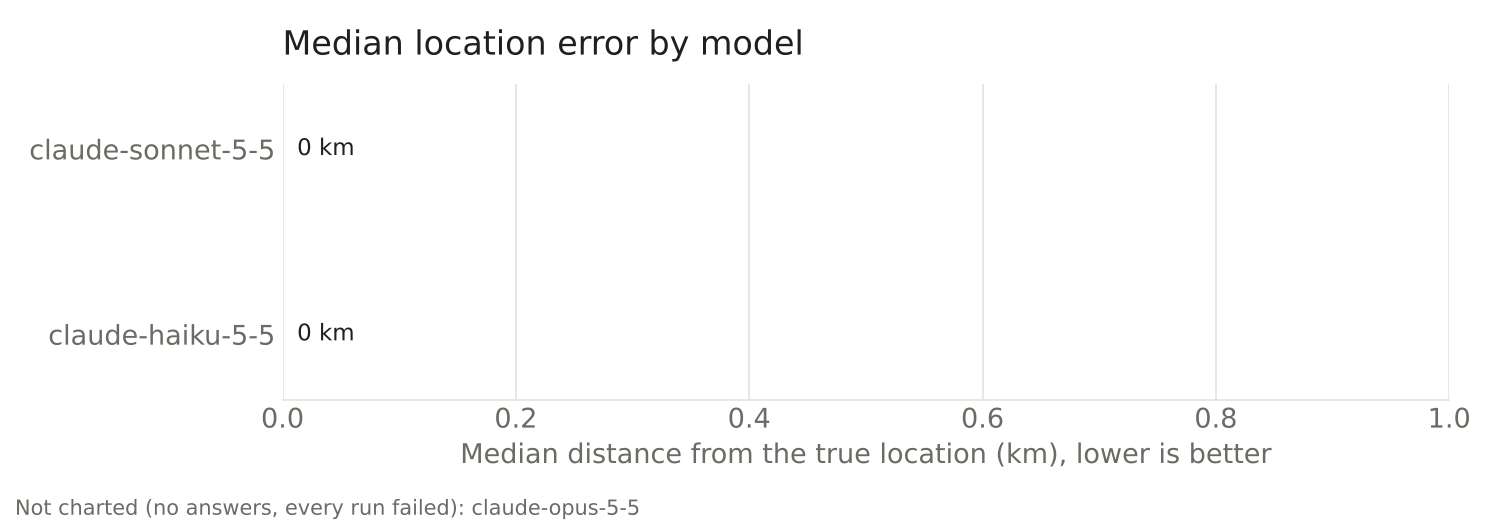 Median location error by model
claude-sonnet-5-5
0 km
claude-haiku-5-5
0 km
0.0 0.2 0.4 0.6 0.8 1.0
Median distance from the true location (km), lower is better
Not charted (no answers, every run failed): claude-opus-5-5